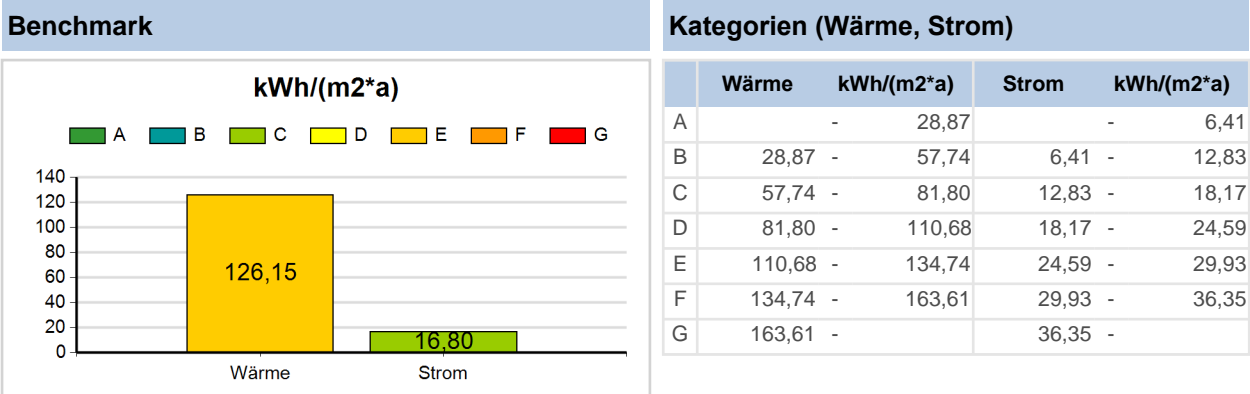 Benchmark
kWh/(m2*a)
A B C D E F G
140
120
100
80
60
40
20
0
126,15
16,80
Wärme Strom
Kategorien (Wärme, Strom)
Wärme kWh/(m2*a) Strom kWh/(m2*a)
A - 28,87 - 6,41
B 28,87 - 57,74 6,41 - 12,83
C 57,74 - 81,80 12,83 - 18,17
D 81,80 - 110,68 18,17 - 24,59
E 110,68 - 134,74 24,59 - 29,93
F 134,74 - 163,61 29,93 - 36,35
G 163,61 - 36,35 -